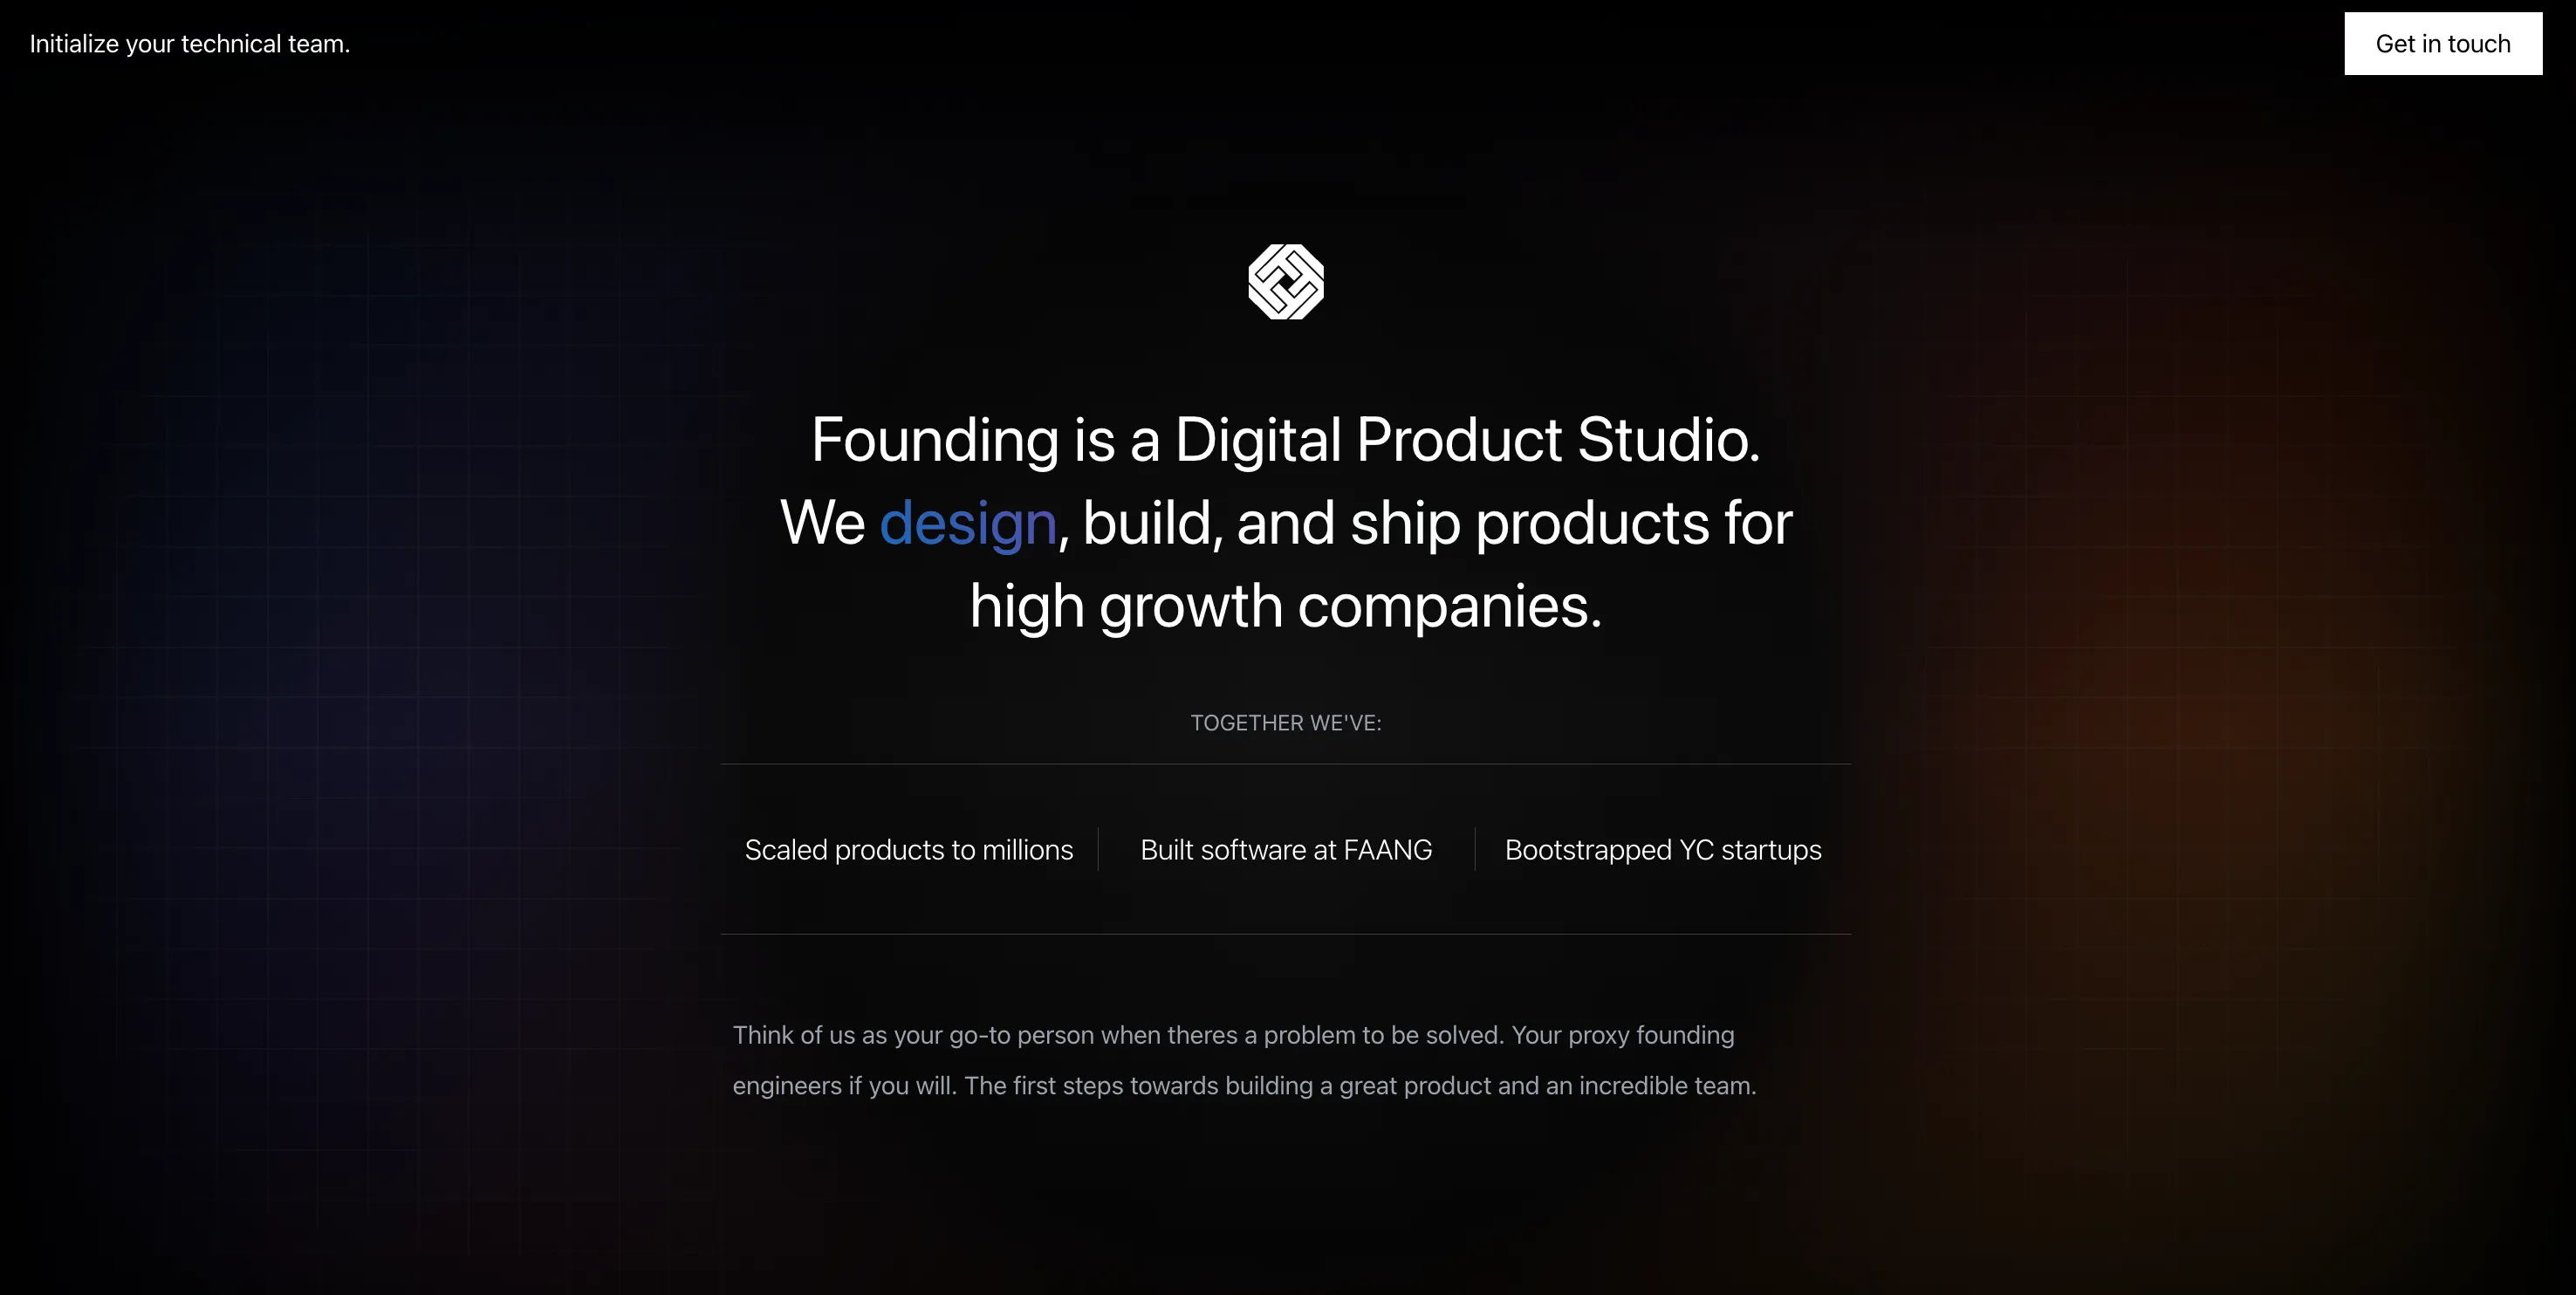 Initialize your technical team.
Get in touch
Founding is a Digital Product Studio.
We design, build, and ship products for
high growth companies.
TOGETHER WE'VE:
Scaled products to millions
Built software at FAANG
Bootstrapped YC startups
Think of us as your go-to person when theres a problem to be solved. Your proxy founding
engineers if you will. The first steps towards building a great product and an incredible team.